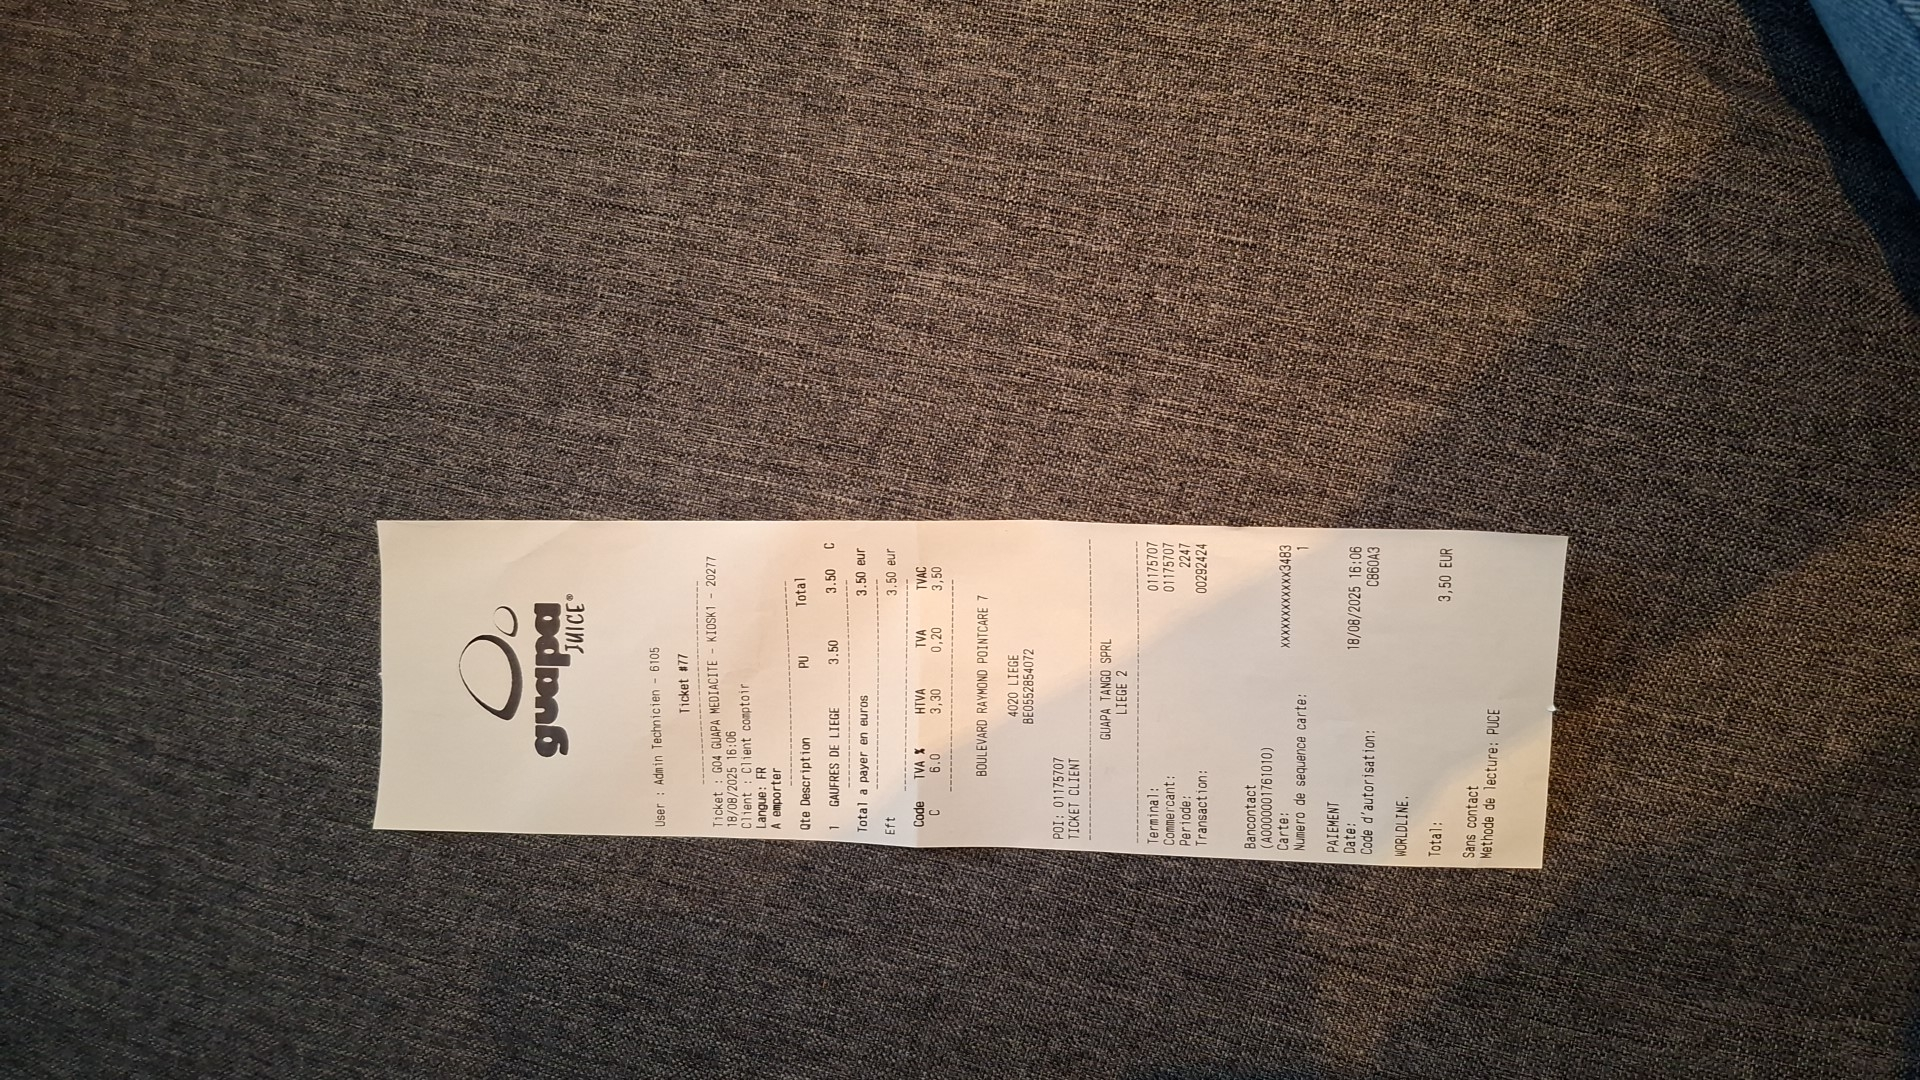 guapa
JUICE®
User : Admin Technicien - 6105
Ticket #77
Ticket : G04 GUAPA MEDIACITE - KIOSK1 - 20277
18/08/2025 16:06
Client : Client comptoir
Langue: FR
A emporter
Qte Description PU Total
1 GAUFRES DE LIEGE 3.50 3.50 C
Total a payer en euros 3.50 eur
Eft 3.50 eur
Code TVA % HTVA TVA TVAC
C 6.0 3,30 0,20 3,50
BOULEVARD RAYMOND POINTCARE 7
4020 LIEGE
BE0552854072
POI: 01175707
TICKET CLIENT
GUAPA TANGO SPRL
LIEGE 2
Terminal: 01175707
Commercant: 01175707
Periode: 2247
Transaction: 00292424
Bancontact
(A0000001761010)
Carte: xxxxxxxxxxxxx3483
Numero de sequence carte: 1
PAIEMENT
Date: 18/08/2025 16:06
Code d'autorisation: C860A3
WORLDLINE.
Total: 3,50 EUR
Sans contact
Methode de lecture: PUCE